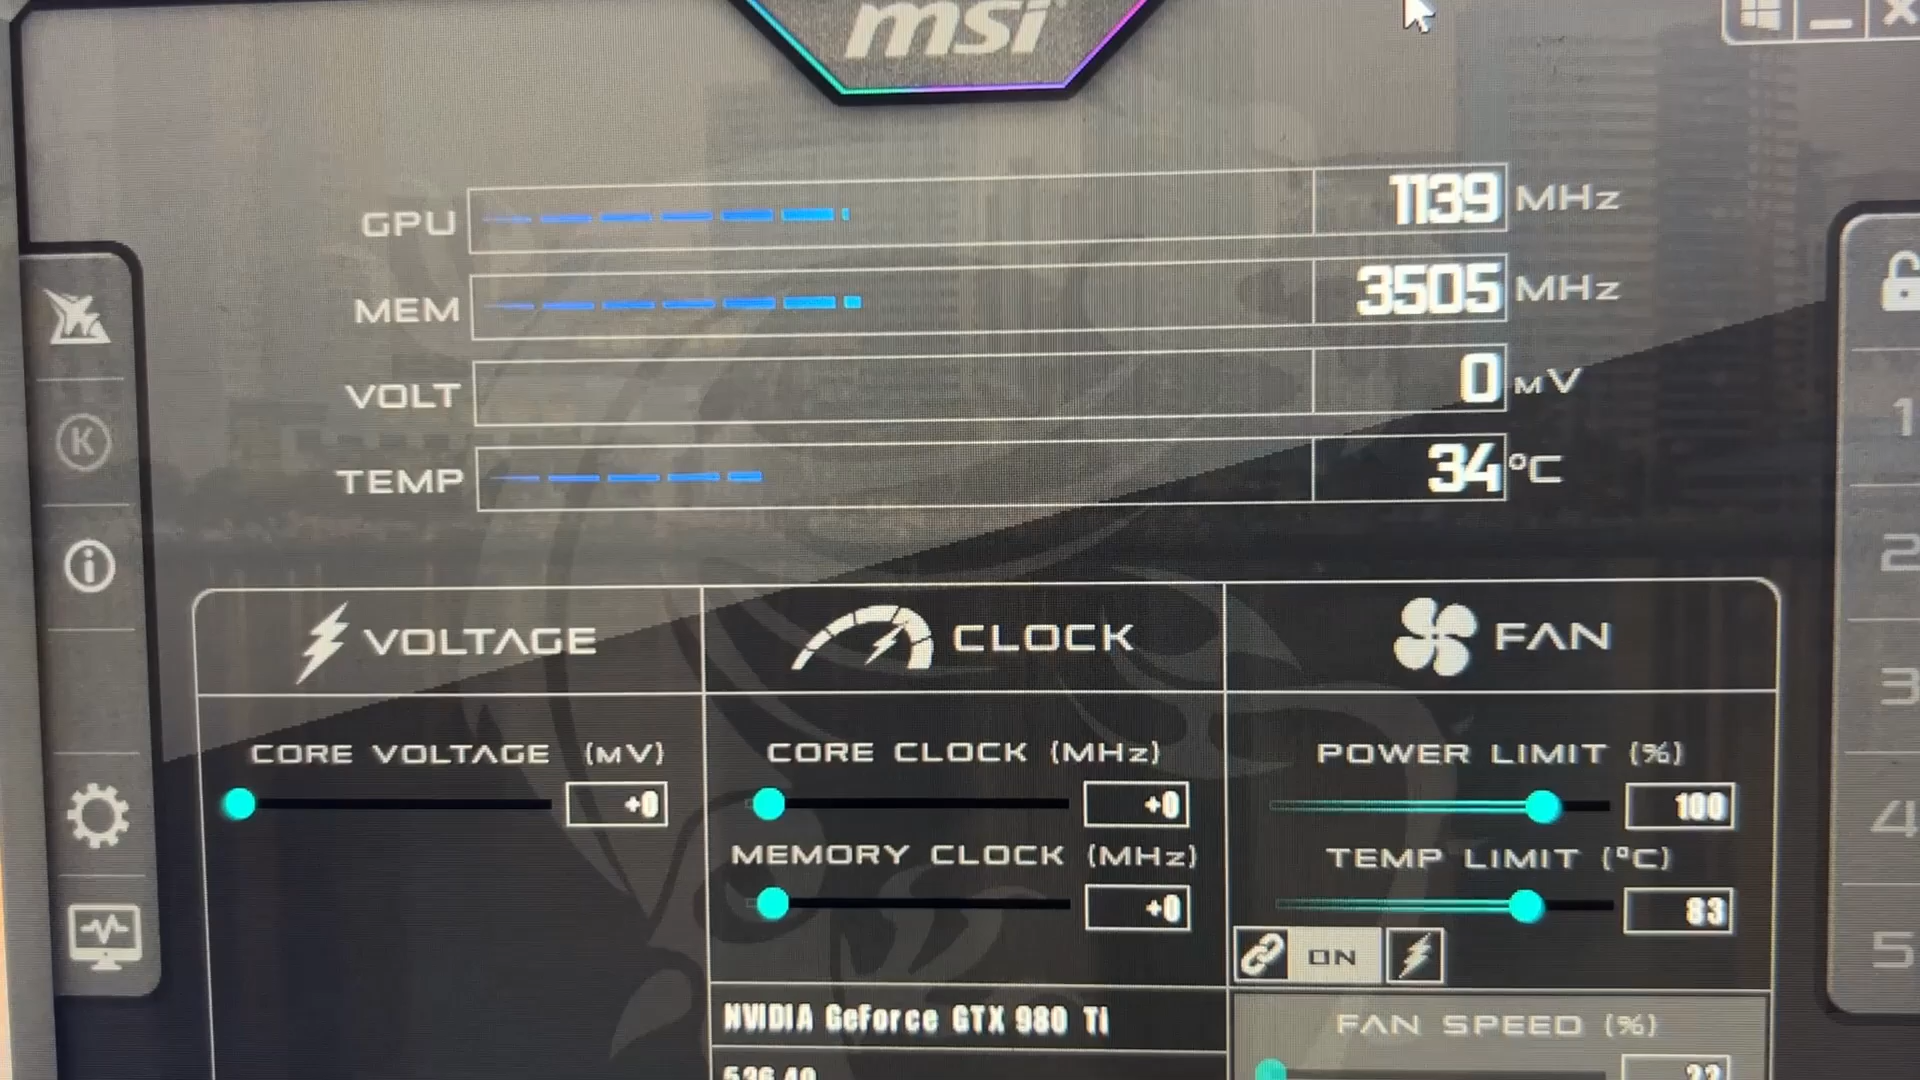 msi
GPU 1139 MHz
MEM 3505 MHz
VOLT 0 MV
TEMP 34 °C
K
i
1
2
3
4
5
VOLTAGE
CLOCK
FAN
CORE VOLTAGE (MV)
+0
CORE CLOCK (MHz)
+0
MEMORY CLOCK (MHz)
+0
POWER LIMIT (%)
100
TEMP LIMIT (°C)
83
ON
NVIDIA GeForce GTX 980 Ti
FAN SPEED (%)